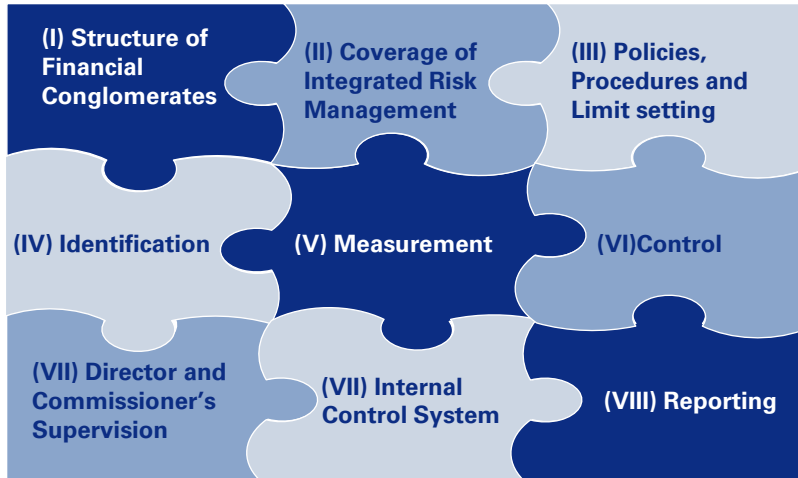 (I) Structure of
Financial
Conglomerates
(II) Coverage of
Integrated Risk
Management
(III) Policies,
Procedures and
Limit setting
(IV) Identification
(V) Measurement
(VI)Control
(VII) Director and
Commissioner's
Supervision
(VII) Internal
Control System
(VIII) Reporting